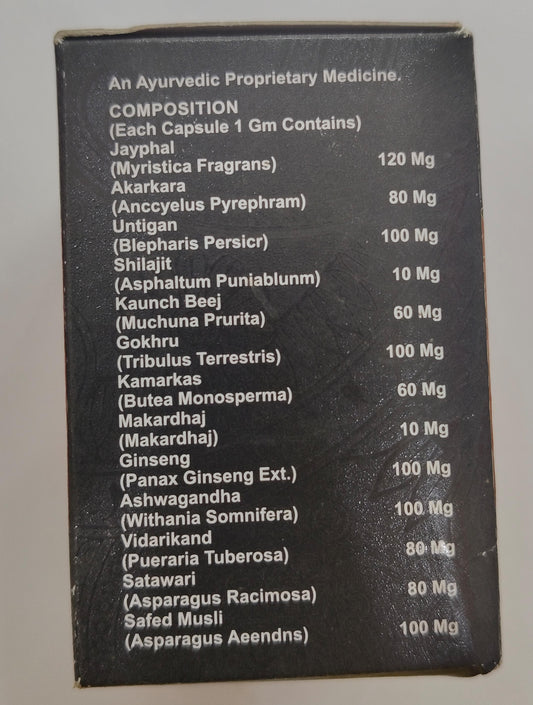 An Ayurvedic Proprietary Medicine.
COMPOSITION
(Each Capsule 1 Gm Contains)
Jayphal
(Myristica Fragrans) 120 Mg
Akarkara
(Anccyelus Pyrephram) 80 Mg
Untigan
(Blepharis Persicr) 100 Mg
Shilajit
(Asphaltum Puniablunm) 10 Mg
Kaunch Beej
(Muchuna Prurita) 60 Mg
Gokhru
(Tribulus Terrestris) 100 Mg
Kamarkas
(Butea Monosperma) 60 Mg
Makardhaj
(Makardhaj) 10 Mg
Ginseng
(Panax Ginseng Ext.) 100 Mg
Ashwagandha
(Withania Somnifera) 100 Mg
Vidarikand
(Pueraria Tuberosa) 80 Mg
Satawari
(Asparagus Racimosa) 80 Mg
Safed Musli
(Asparagus Aeendns) 100 Mg